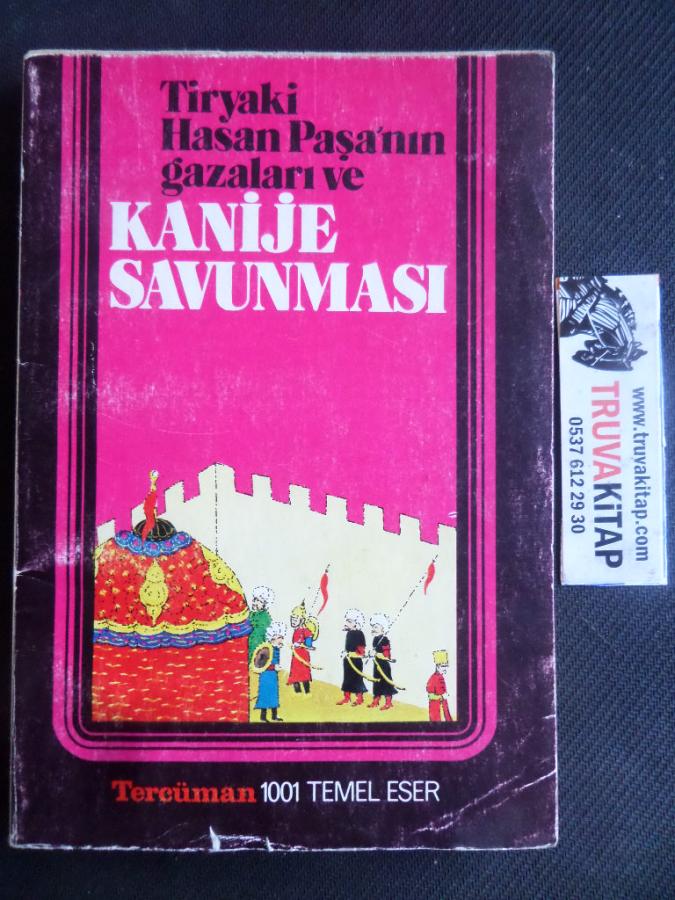 Tiryaki
Hasan Paşa'nın
gazaları ve
KANİJE
SAVUNMASI
Tercüman 1001 TEMEL ESER
www.truvakitap.com
TRUVAKİTAP
0537 612 29 30